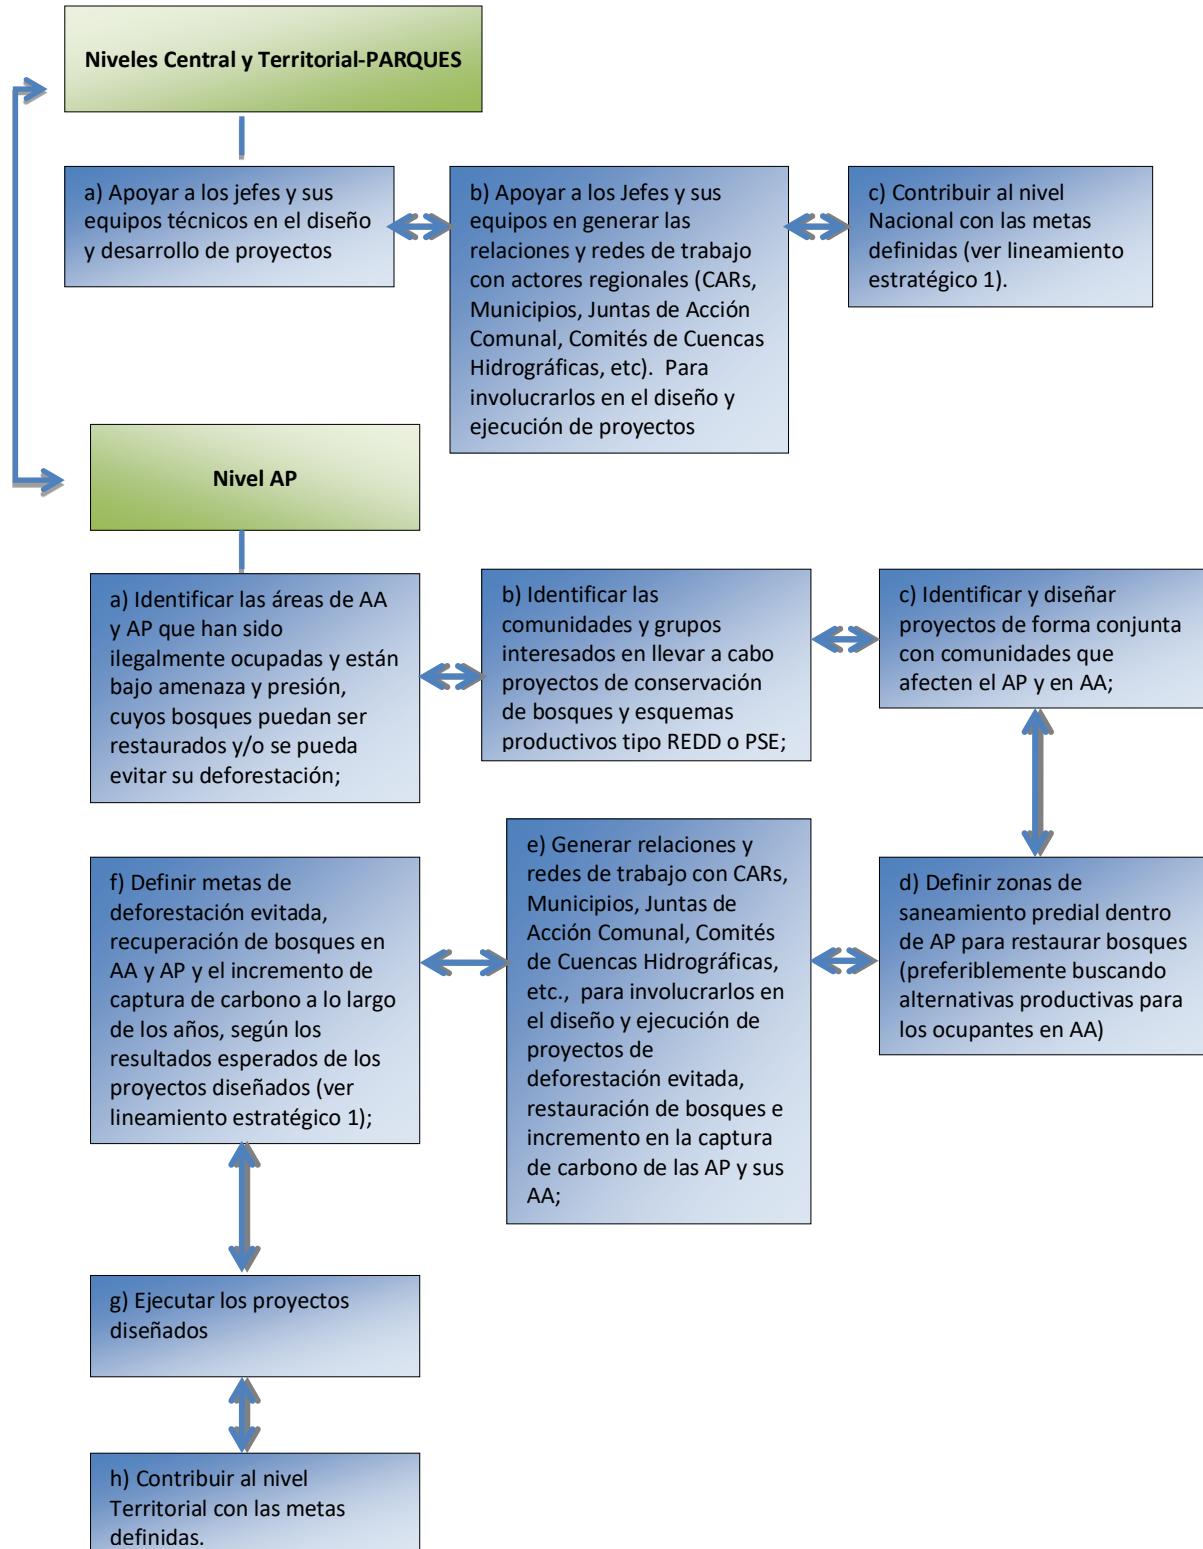 Niveles Central y Territorial-PARQUES
a) Apoyar a los jefes y sus
equipos técnicos en el diseño
y desarrollo de proyectos
b) Apoyar a los Jefes y sus
equipos en generar las
relaciones y redes de trabajo
con actores regionales (CARs,
Municipios, Juntas de Acción
Comunal, Comités de Cuencas
Hidrográficas, etc).  Para
involucrarlos en el diseño y
ejecución de proyectos
c) Contribuir al nivel
Nacional con las metas
definidas (ver lineamiento
estratégico 1).
Nivel AP
a) Identificar las áreas de AA
y AP que han sido
ilegalmente ocupadas y están
bajo amenaza y presión,
cuyos bosques puedan ser
restaurados y/o se pueda
evitar su deforestación;
b) Identificar las
comunidades y grupos
interesados en llevar a cabo
proyectos de conservación
de bosques y esquemas
productivos tipo REDD o PSE;
c) Identificar y diseñar
proyectos de forma conjunta
con comunidades que
afecten el AP y en AA;
d) Definir zonas de
saneamiento predial dentro
de AP para restaurar bosques
(preferiblemente buscando
alternativas productivas para
los ocupantes en AA)
e) Generar relaciones y
redes de trabajo con CARs,
Municipios, Juntas de
Acción Comunal, Comités
de Cuencas Hidrográficas,
etc.,  para involucrarlos en
el diseño y ejecución de
proyectos de
deforestación evitada,
restauración de bosques e
incremento en la captura
de carbono de las AP y sus
AA;
f) Definir metas de
deforestación evitada,
recuperación de bosques en
AA y AP y el incremento de
captura de carbono a lo largo
de los años, según los
resultados esperados de los
proyectos diseñados (ver
lineamiento estratégico 1);
g) Ejecutar los proyectos
diseñados
h) Contribuir al nivel
Territorial con las metas
definidas.